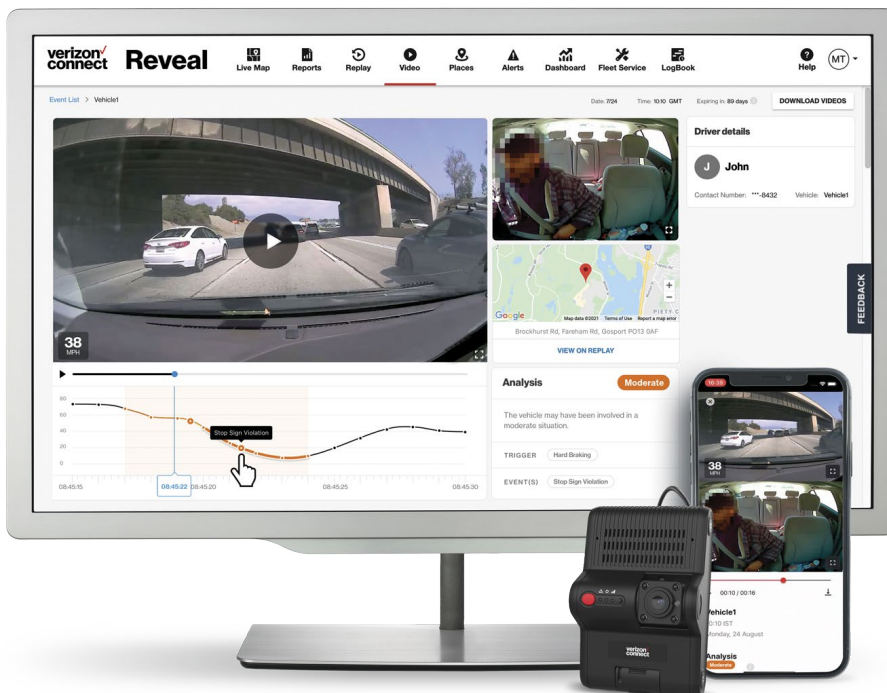 verizon connect
Reveal
Live Map
Reports
Replay
Video
Places
Alerts
Dashboard
Fleet Service
LogBook
Help
MT
Event List > Vehicle1
Date: 7/24 Time: 10:10 GMT Expiring in: 89 days
DOWNLOAD VIDEOS
38
MPH
Google
Map data ©2021 Terms of Use Report a map error
PIETY C
Brockhurst Rd, Fareham Rd, Gosport PO13 0AF
VIEW ON REPLAY
Driver details
J John
Contact Number: ***-8432 Vehicle: Vehicle1
FEEDBACK
80
60
40
20
0
Stop Sign Violation
08:45:15
08:45:22
08:45:20
08:45:25
08:45:30
Analysis
Moderate
The vehicle may have been involved in a
moderate situation.
TRIGGER Hard Braking
EVENT(S) Stop Sign Violation
verizon
connect
16:39
38
MPH
00:10 / 00:16
Vehicle1
10:10 IST
Monday, 24 August
Analysis
Moderate